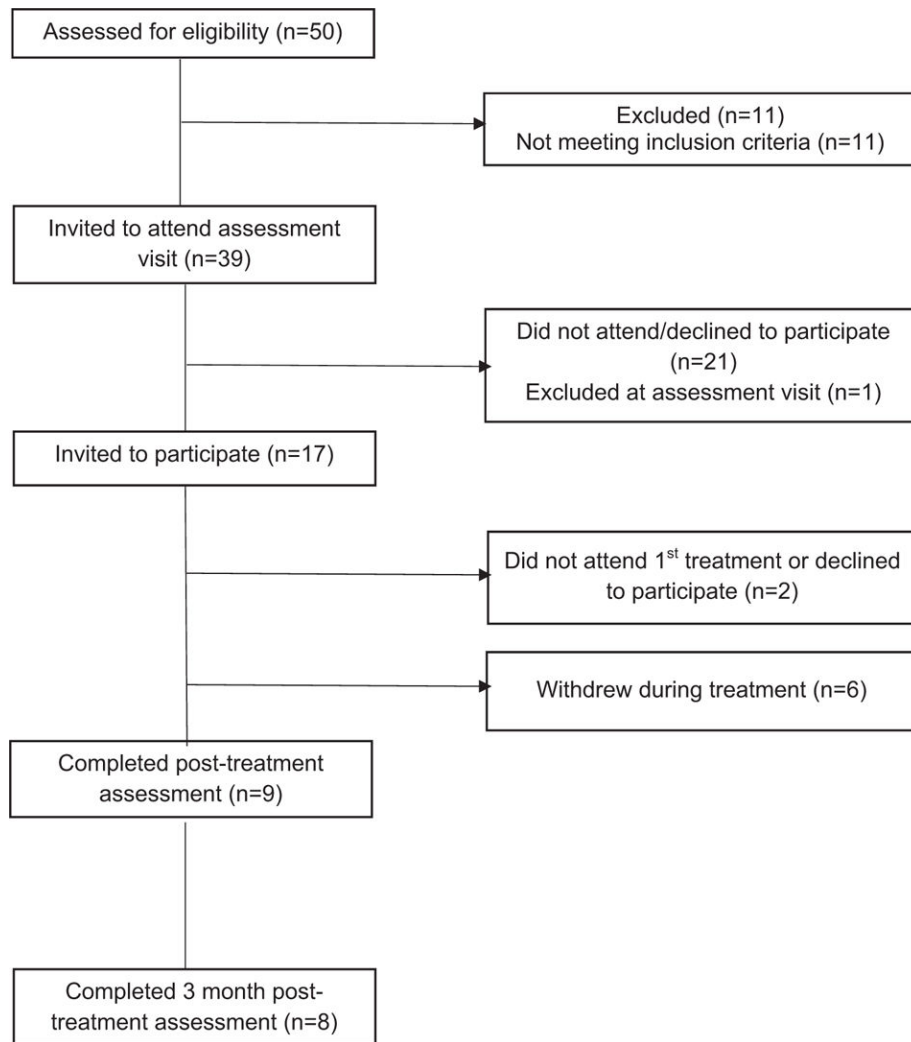 Assessed for eligibility (n=50)
Excluded (n=11)
Not meeting inclusion criteria (n=11)
Invited to attend assessment
visit (n=39)
Did not attend/declined to participate
(n=21)
Excluded at assessment visit (n=1)
Invited to participate (n=17)
Did not attend 1st treatment or declined
to participate (n=2)
Withdrew during treatment (n=6)
Completed post-treatment
assessment (n=9)
Completed 3 month post-
treatment assessment (n=8)